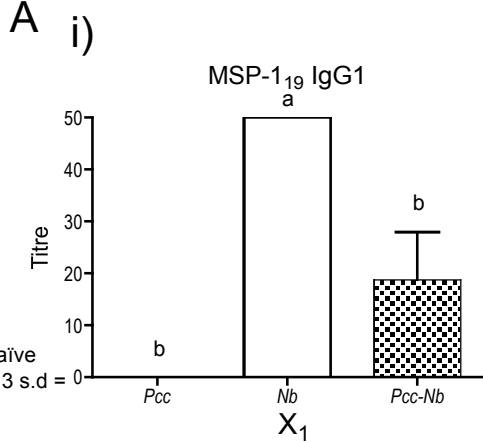 A i)
MSP-1₁₉ IgG1
a
50
40
30
20
10
0
Titre
b
b
aïve
3 s.d =
Pcc Nb Pcc-Nb
X₁